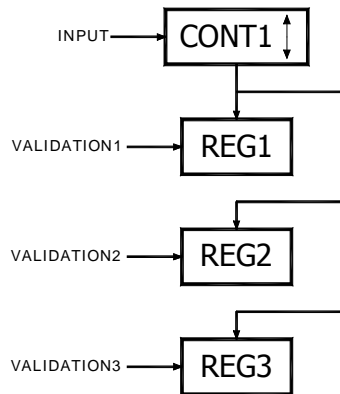 INPUT CONT1
VALIDATION1 REG1
VALIDATION2 REG2
VALIDATION3 REG3